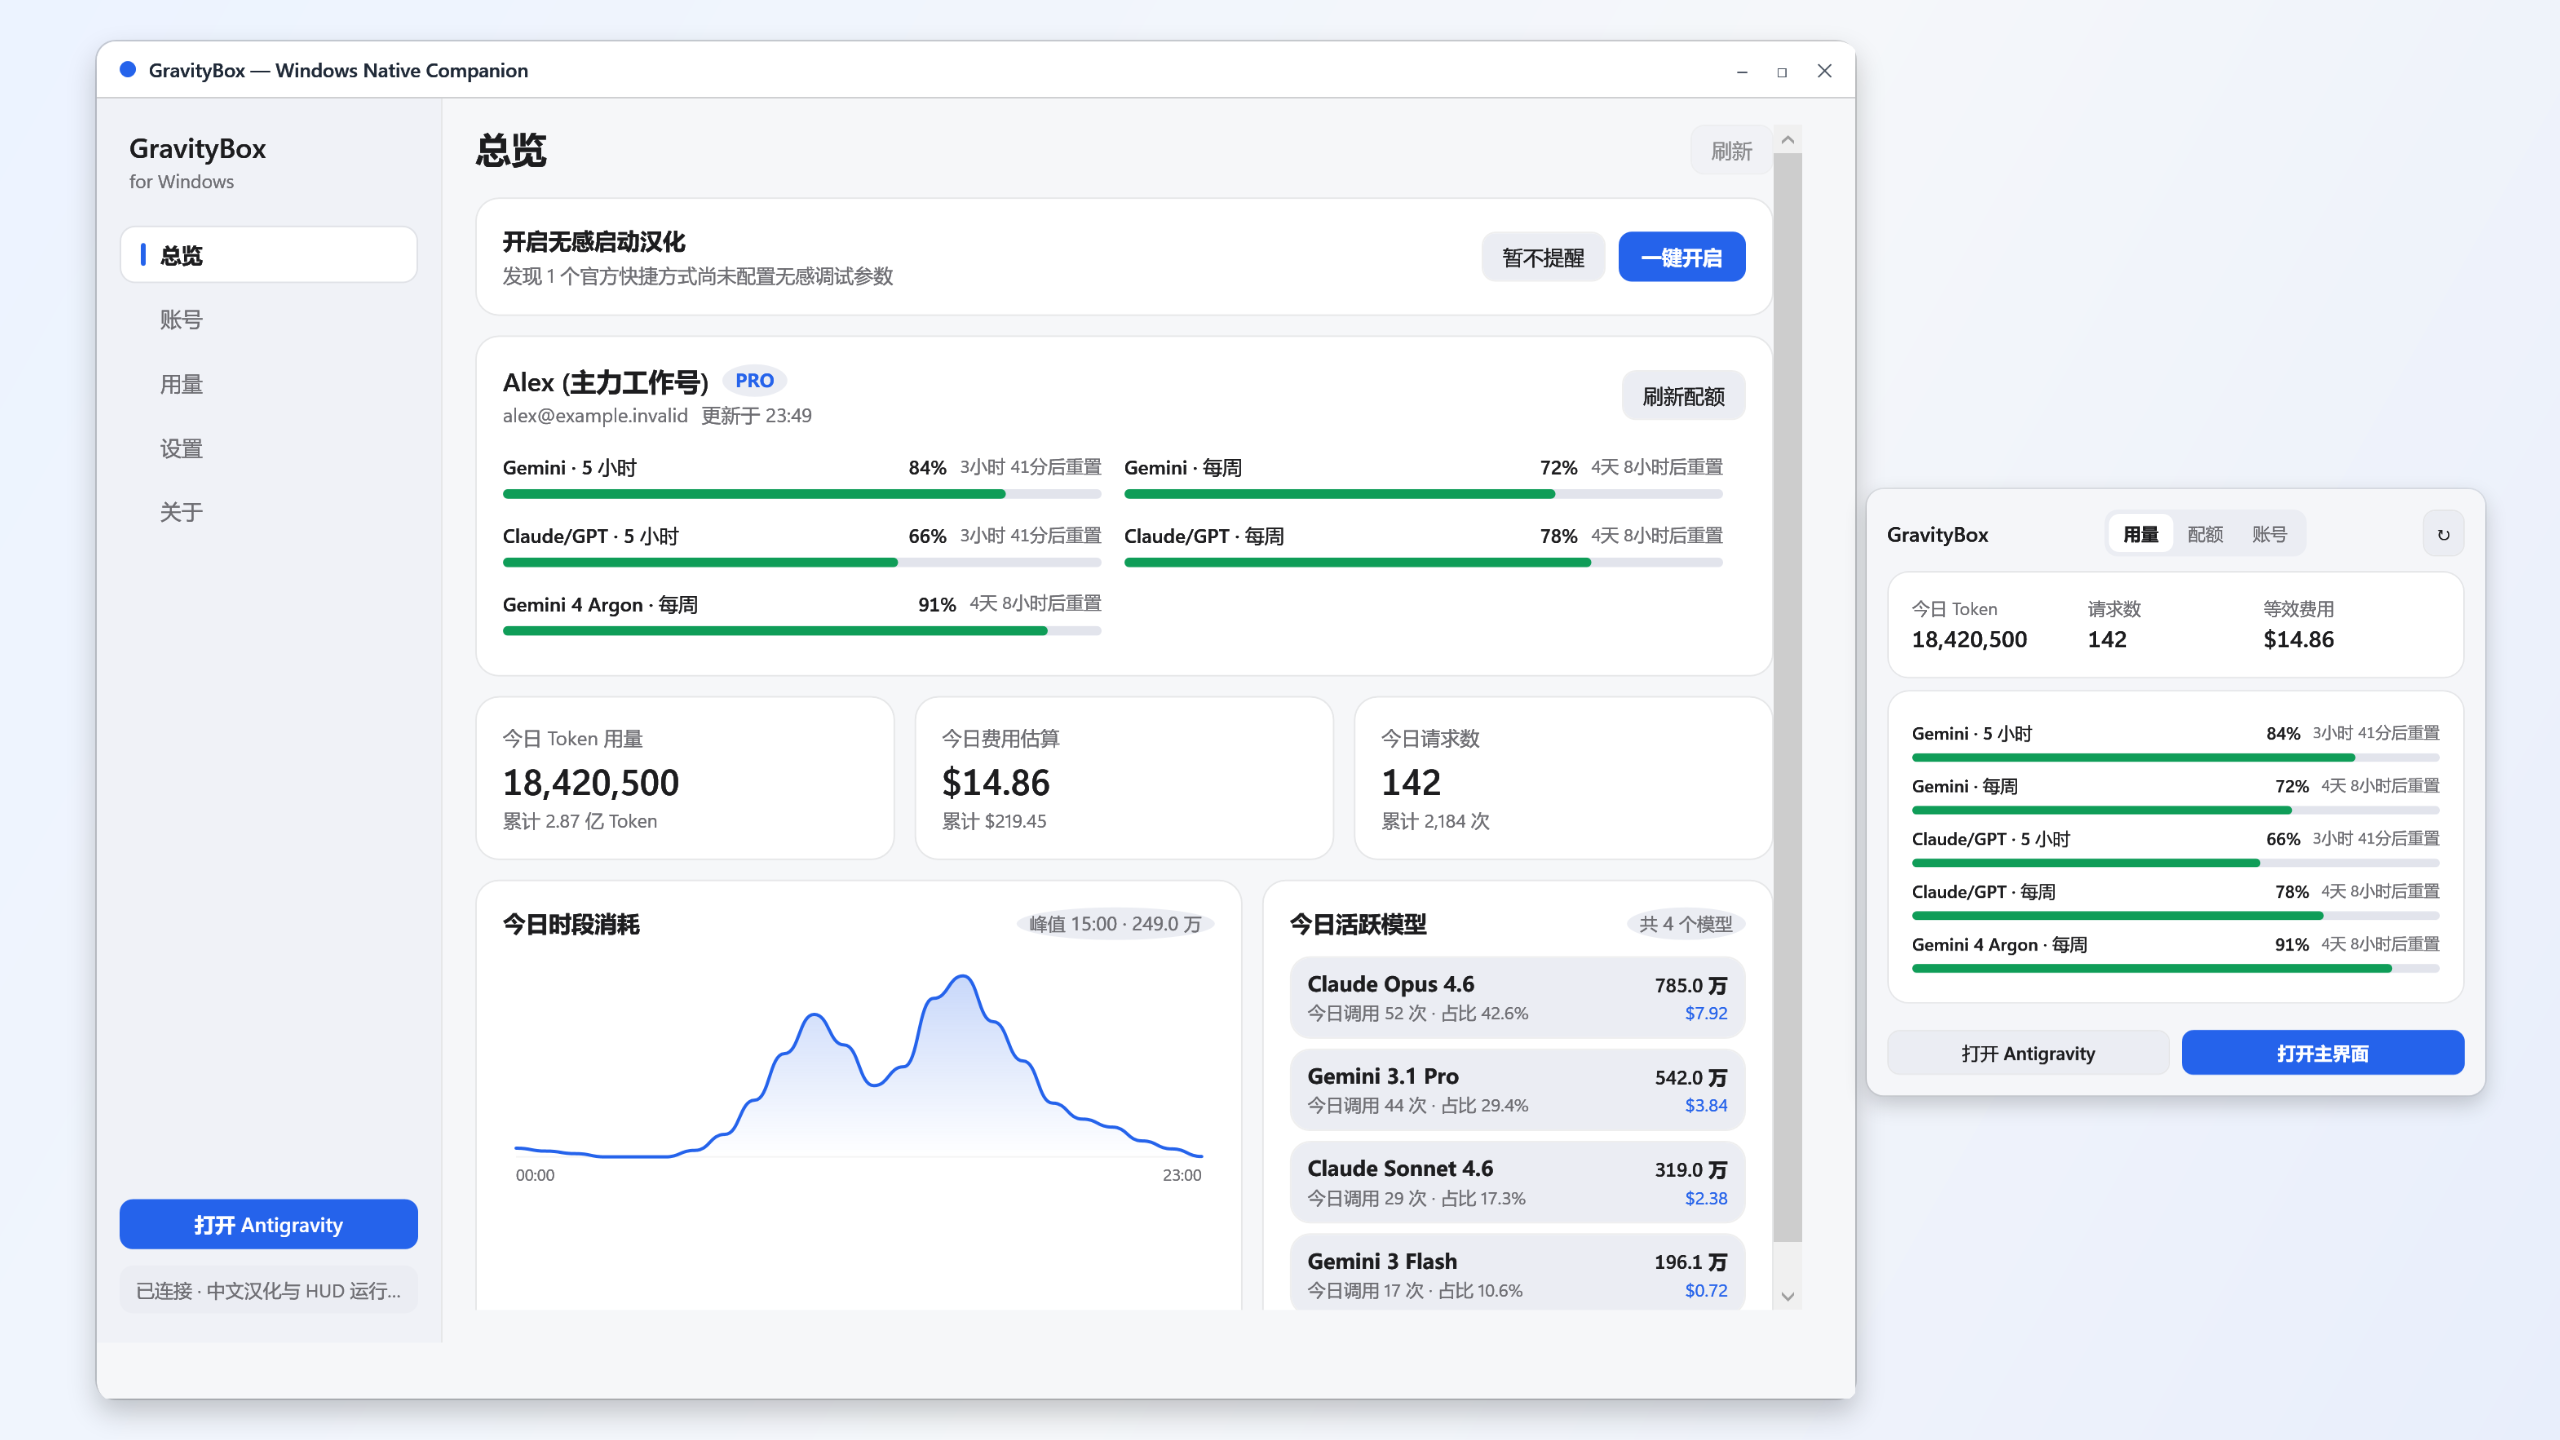 GravityBox — Windows Native Companion
GravityBox
for Windows
总览
账号
用量
设置
关于
打开 Antigravity
已连接 · 中文汉化与 HUD 运行...
总览
刷新
开启无感启动汉化
发现 1 个官方快捷方式尚未配置无感调试参数
暂不提醒
一键开启
Alex (主力工作号) PRO
alex@example.invalid 更新于 23:49
刷新配额
Gemini · 5 小时 84% 3小时 41分后重置
Gemini · 每周 72% 4天 8小时后重置
Claude/GPT · 5 小时 66% 3小时 41分后重置
Claude/GPT · 每周 78% 4天 8小时后重置
Gemini 4 Argon · 每周 91% 4天 8小时后重置
今日 Token 用量
18,420,500
累计 2.87 亿 Token
今日费用估算
$14.86
累计 $219.45
今日请求数
142
累计 2,184 次
今日时段消耗 峰值 15:00 · 249.0 万
00:00 23:00
今日活跃模型 共 4 个模型
Claude Opus 4.6 785.0 万
今日调用 52 次 · 占比 42.6% $7.92
Gemini 3.1 Pro 542.0 万
今日调用 44 次 · 占比 29.4% $3.84
Claude Sonnet 4.6 319.0 万
今日调用 29 次 · 占比 17.3% $2.38
Gemini 3 Flash 196.1 万
今日调用 17 次 · 占比 10.6% $0.72
GravityBox
用量 配额 账号
今日 Token 请求数 等效费用
18,420,500 142 $14.86
Gemini · 5 小时 84% 3小时 41分后重置
Gemini · 每周 72% 4天 8小时后重置
Claude/GPT · 5 小时 66% 3小时 41分后重置
Claude/GPT · 每周 78% 4天 8小时后重置
Gemini 4 Argon · 每周 91% 4天 8小时后重置
打开 Antigravity
打开主界面